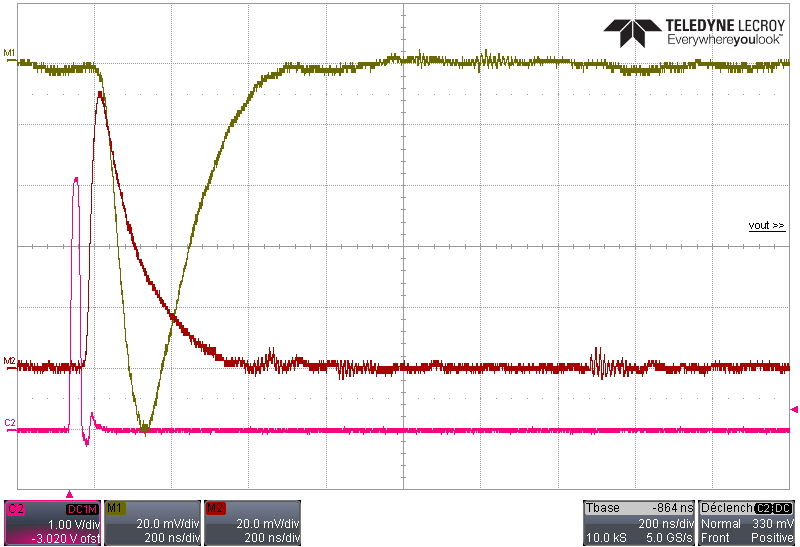 TELEDYNE LECROY
Everywhereyoulook™
M1
vout >>
M2
C2
C2 DC1M
1.00 V/div
-3.020 V ofst
M1
20.0 mV/div
200 ns/div
M2
20.0 mV/div
200 ns/div
Tbase -864 ns
200 ns/div
10.0 kS 5.0 GS/s
Déclench C2 DC
Normal 330 mV
Front Positive